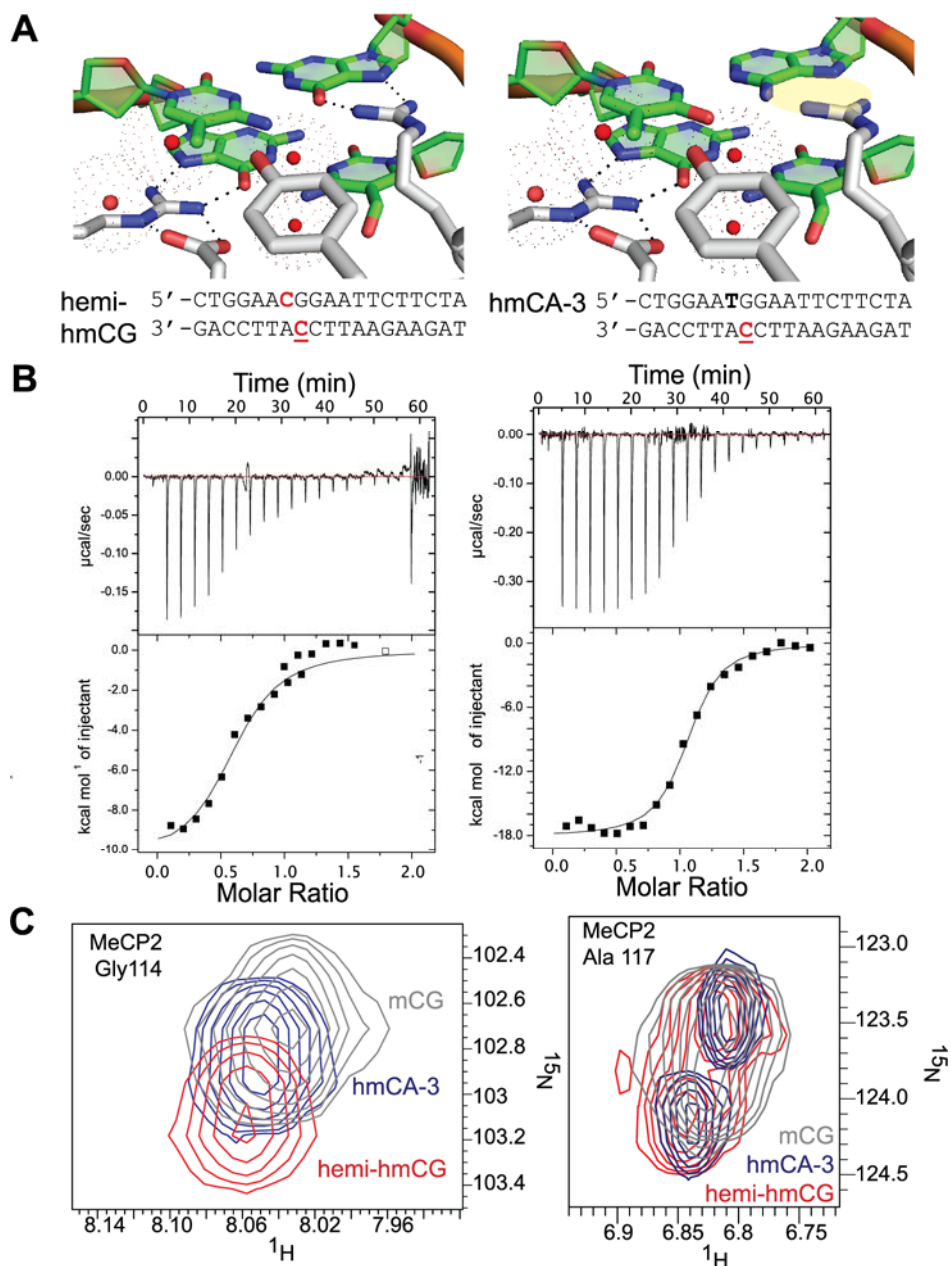 A
hemi-hmCG
5′-CTGGAACGGAATTCTTCTA
3′-GACCTTACCTTAAGAAGAT
hmCA-3
5′-CTGGAATGGAATTCTTCTA
3′-GACCTTACCTTAAGAAGAT
B
Time (min)
0 10 20 30 40 50 60
0.00
-0.05
-0.10
-0.15
µcal/sec
0.0
-2.0
-4.0
-6.0
-8.0
-10.0
kcal mol 1 of injectant
0.0 0.5 1.0 1.5 2.0
Molar Ratio
Time (min)
0 10 20 30 40 50 60
0.00
-0.10
-0.20
-0.30
µcal/sec
0.0
-6.0
-12.0
-18.0
-1
kcal mol of injectant
0.0 0.5 1.0 1.5 2.0
Molar Ratio
C
MeCP2
Gly114
mCG
hmCA-3
hemi-hmCG
102.4
102.6
102.8
103
103.2
103.4
15N
8.14 8.10 8.06 8.02 7.96
1H
MeCP2
Ala 117
mCG
hmCA-3
hemi-hmCG
123.0
123.5
124.0
124.5
15N
6.9 6.85 6.8 6.75
1H